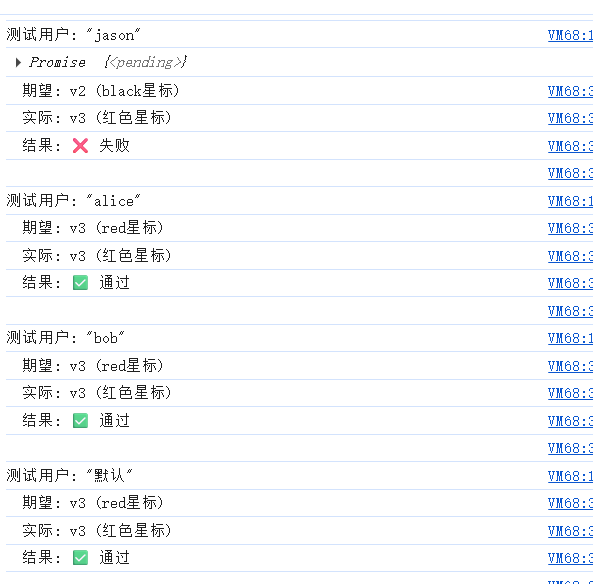 测试用户: "jason" VM68:1
Promise {<pending>}
期望: v2 (black星标) VM68:3
实际: v3 (红色星标) VM68:3
结果: ❌ 失败 VM68:3
VM68:3
测试用户: "alice" VM68:1
期望: v3 (red星标) VM68:3
实际: v3 (红色星标) VM68:3
结果: ✅ 通过 VM68:3
VM68:3
测试用户: "bob" VM68:1
期望: v3 (red星标) VM68:3
实际: v3 (红色星标) VM68:3
结果: ✅ 通过 VM68:3
VM68:3
测试用户: "默认" VM68:1
期望: v3 (red星标) VM68:3
实际: v3 (红色星标) VM68:3
结果: ✅ 通过 VM68:3